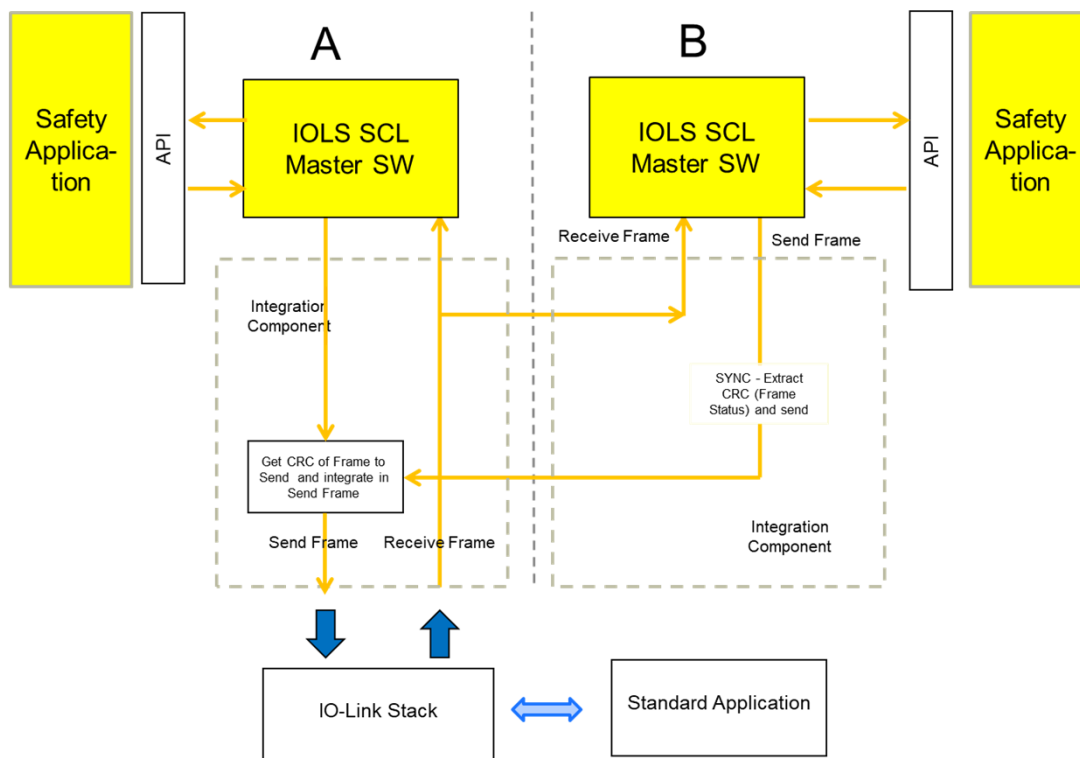 A
B
Safety
Applica-
tion
API
IOLS SCL
Master SW
IOLS SCL
Master SW
API
Safety
Applica-
tion
Receive Frame
Send Frame
Integration
Component
SYNC - Extract
CRC (Frame
Status) and send
Get CRC of Frame to
Send and integrate in
Send Frame
Integration
Component
Send Frame
Receive Frame
IO-Link Stack
Standard Application